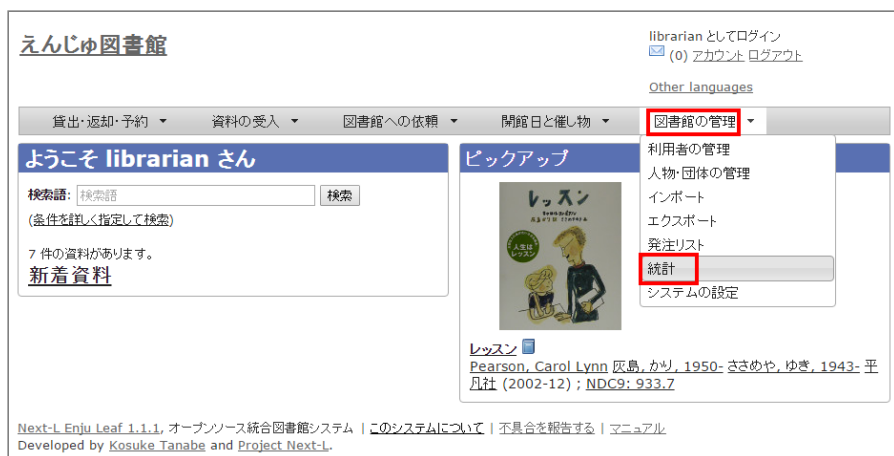 えんじゅ図書館
librarian としてログイン
(0) アカウント ログアウト
Other languages
貸出・返却・予約 ▼ 資料の受入 ▼ 図書館への依頼 ▼ 開館日と催し物 ▼ 図書館の管理 ▼
ようこそ librarian さん
検索語: 検索語 検索
(条件を詳しく指定して検索)
7 件の資料があります。
新着資料
ピックアップ
レッスン
人生は
レッスン
利用者の管理
人物・団体の管理
インポート
エクスポート
発注リスト
統計
システムの設定
レッスン
Pearson, Carol Lynn 灰島, かり, 1950- ささめや, ゆき, 1943- 平
凡社 (2002-12) ; NDC9: 933.7
Next-L Enju Leaf 1.1.1, オープンソース統合図書館システム | このシステムについて | 不具合を報告する | マニュアル
Developed by Kosuke Tanabe and Project Next-L.